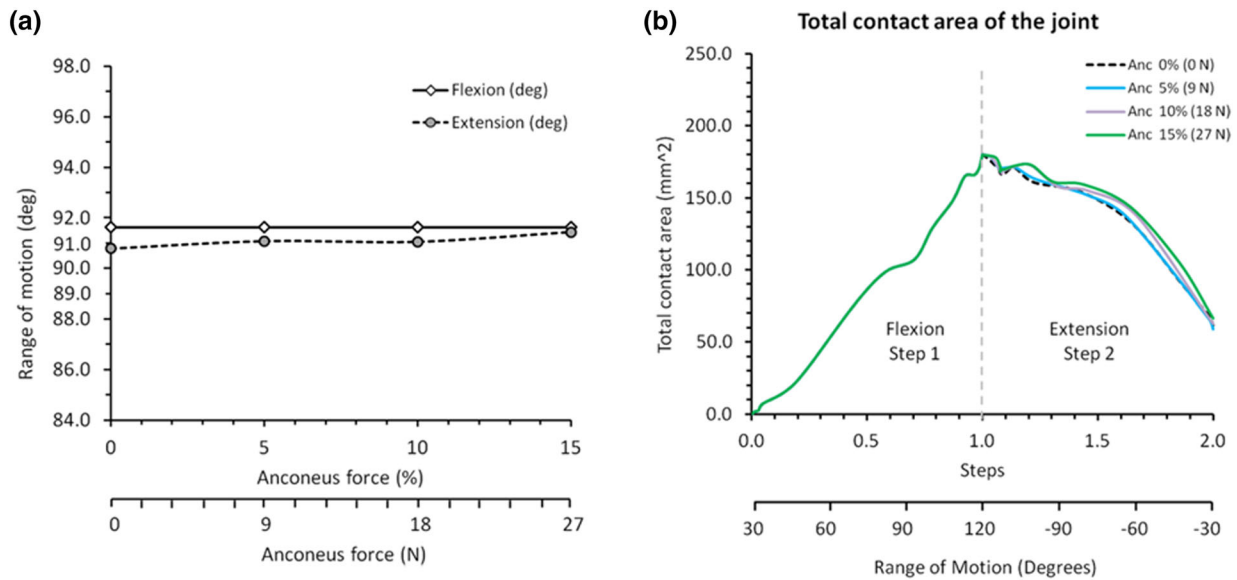 (a)
98.0
96.0
94.0
92.0
91.0
90.0
89.0
88.0
86.0
84.0
Range of motion (deg)
Flexion (deg)
Extension (deg)
0 5 10 15
Anconeus force (%)
0 9 18 27
Anconeus force (N)
(b)
Total contact area of the joint
250.0
200.0
150.0
100.0
50.0
0.0
Total contact area (mm^2)
Anc 0% (0 N)
Anc 5% (9 N)
Anc 10% (18 N)
Anc 15% (27 N)
Flexion
Step 1
Extension
Step 2
0.0 0.5 1.0 1.5 2.0
Steps
30 60 90 120 -90 -60 -30
Range of Motion (Degrees)